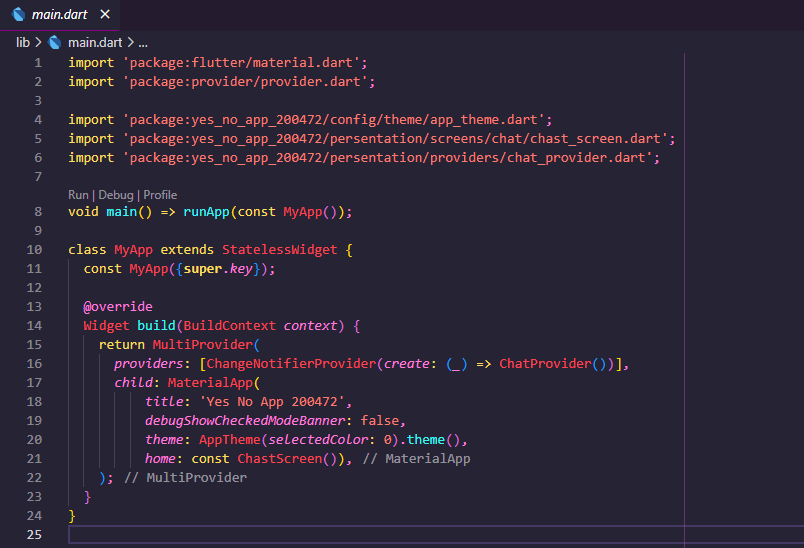 main.dart ×
lib > main.dart > ...
1 import 'package:flutter/material.dart';
2 import 'package:provider/provider.dart';
3
4 import 'package:yes_no_app_200472/config/theme/app_theme.dart';
5 import 'package:yes_no_app_200472/persentation/screens/chat/chast_screen.dart';
6 import 'package:yes_no_app_200472/persentation/providers/chat_provider.dart';
7
Run | Debug | Profile
8 void main() => runApp(const MyApp());
9
10 class MyApp extends StatelessWidget {
11   const MyApp({super.key});
12
13   @override
14   Widget build(BuildContext context) {
15     return MultiProvider(
16       providers: [ChangeNotifierProvider(create: (_) => ChatProvider())],
17       child: MaterialApp(
18           title: 'Yes No App 200472',
19           debugShowCheckedModeBanner: false,
20           theme: AppTheme(selectedColor: 0).theme(),
21           home: const ChastScreen()), // MaterialApp
22     ); // MultiProvider
23   }
24 }
25